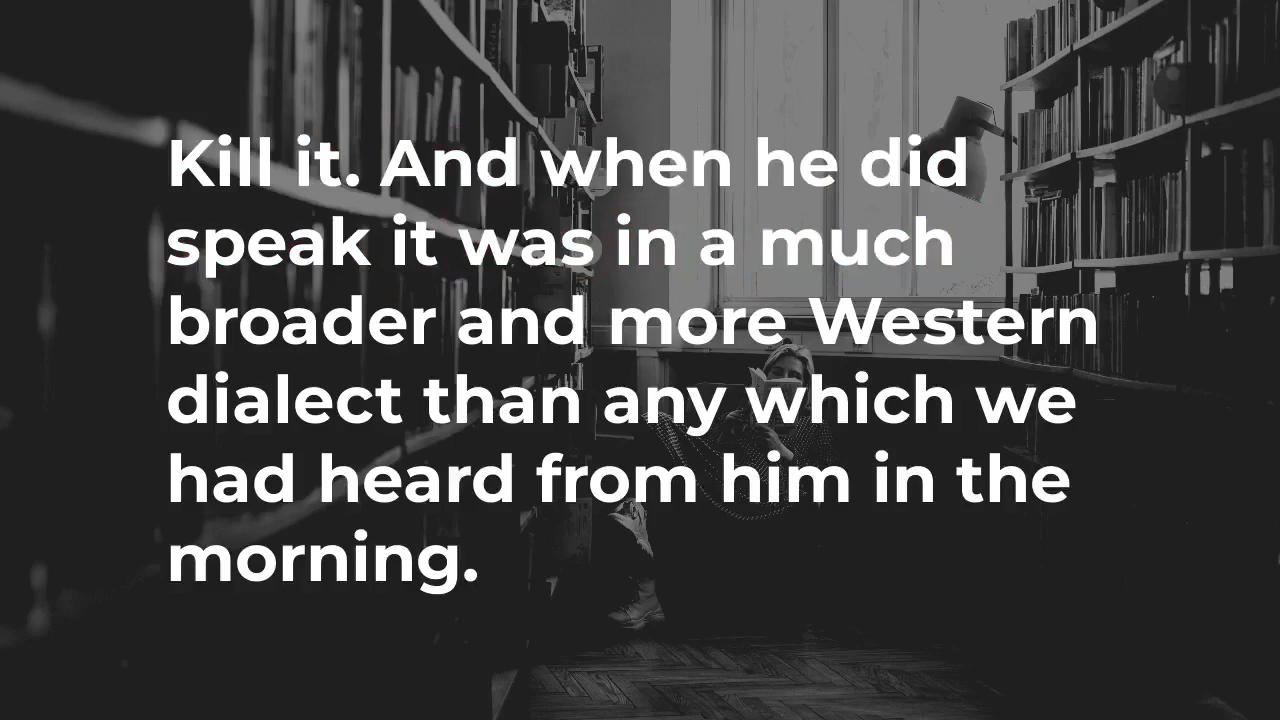 Kill it. And when he did
speak it was in a much
broader and more Western
dialect than any which we
had heard from him in the
morning.